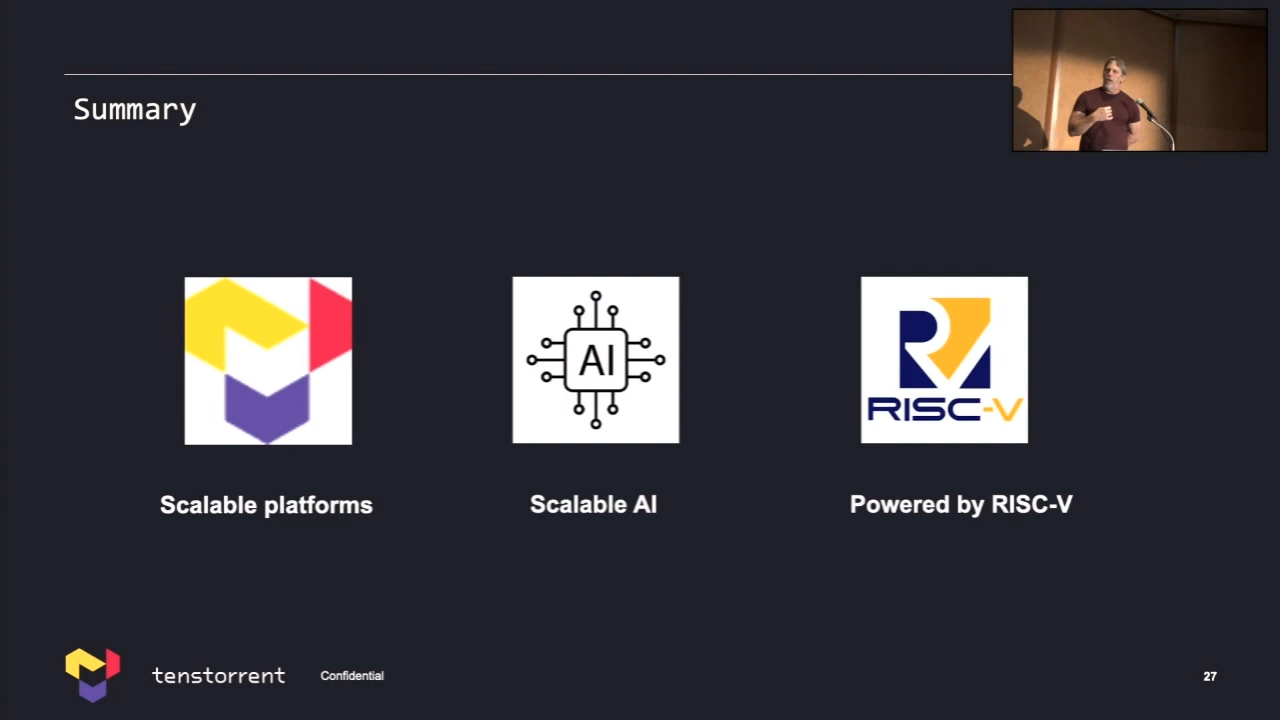 Summary
AI
RISC-V
Scalable platforms
Scalable AI
Powered by RISC-V
tenstorrent
Confidential
27